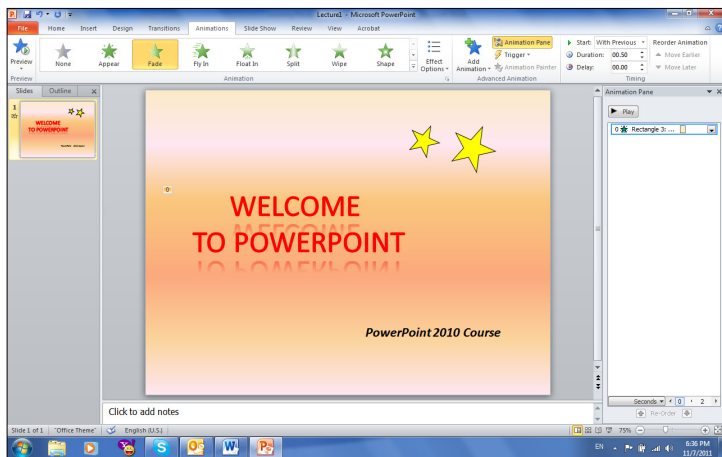 Lecture1 - Microsoft PowerPoint
File Home Insert Design Transitions Animations Slide Show Review View Acrobat
Preview None Appear Fade Fly In Float In Split Wipe Shape Effect Options Add Animation Animation Pane Trigger Animation Painter Start: With Previous Duration: 00.50 Delay: 00.00 Reorder Animation Move Earlier Move Later
Preview Animation Advanced Animation Timing
Slides Outline
1
WELCOME
TO POWERPOINT
0
WELCOME
TO POWERPOINT
PowerPoint 2010 Course
Click to add notes
Animation Pane
Play
0 Rectangle 3: ...
Seconds 0 2
Re-Order
Slide 1 of 1 "Office Theme" English (U.S.) 75%
EN 6:36 PM
11/7/2011